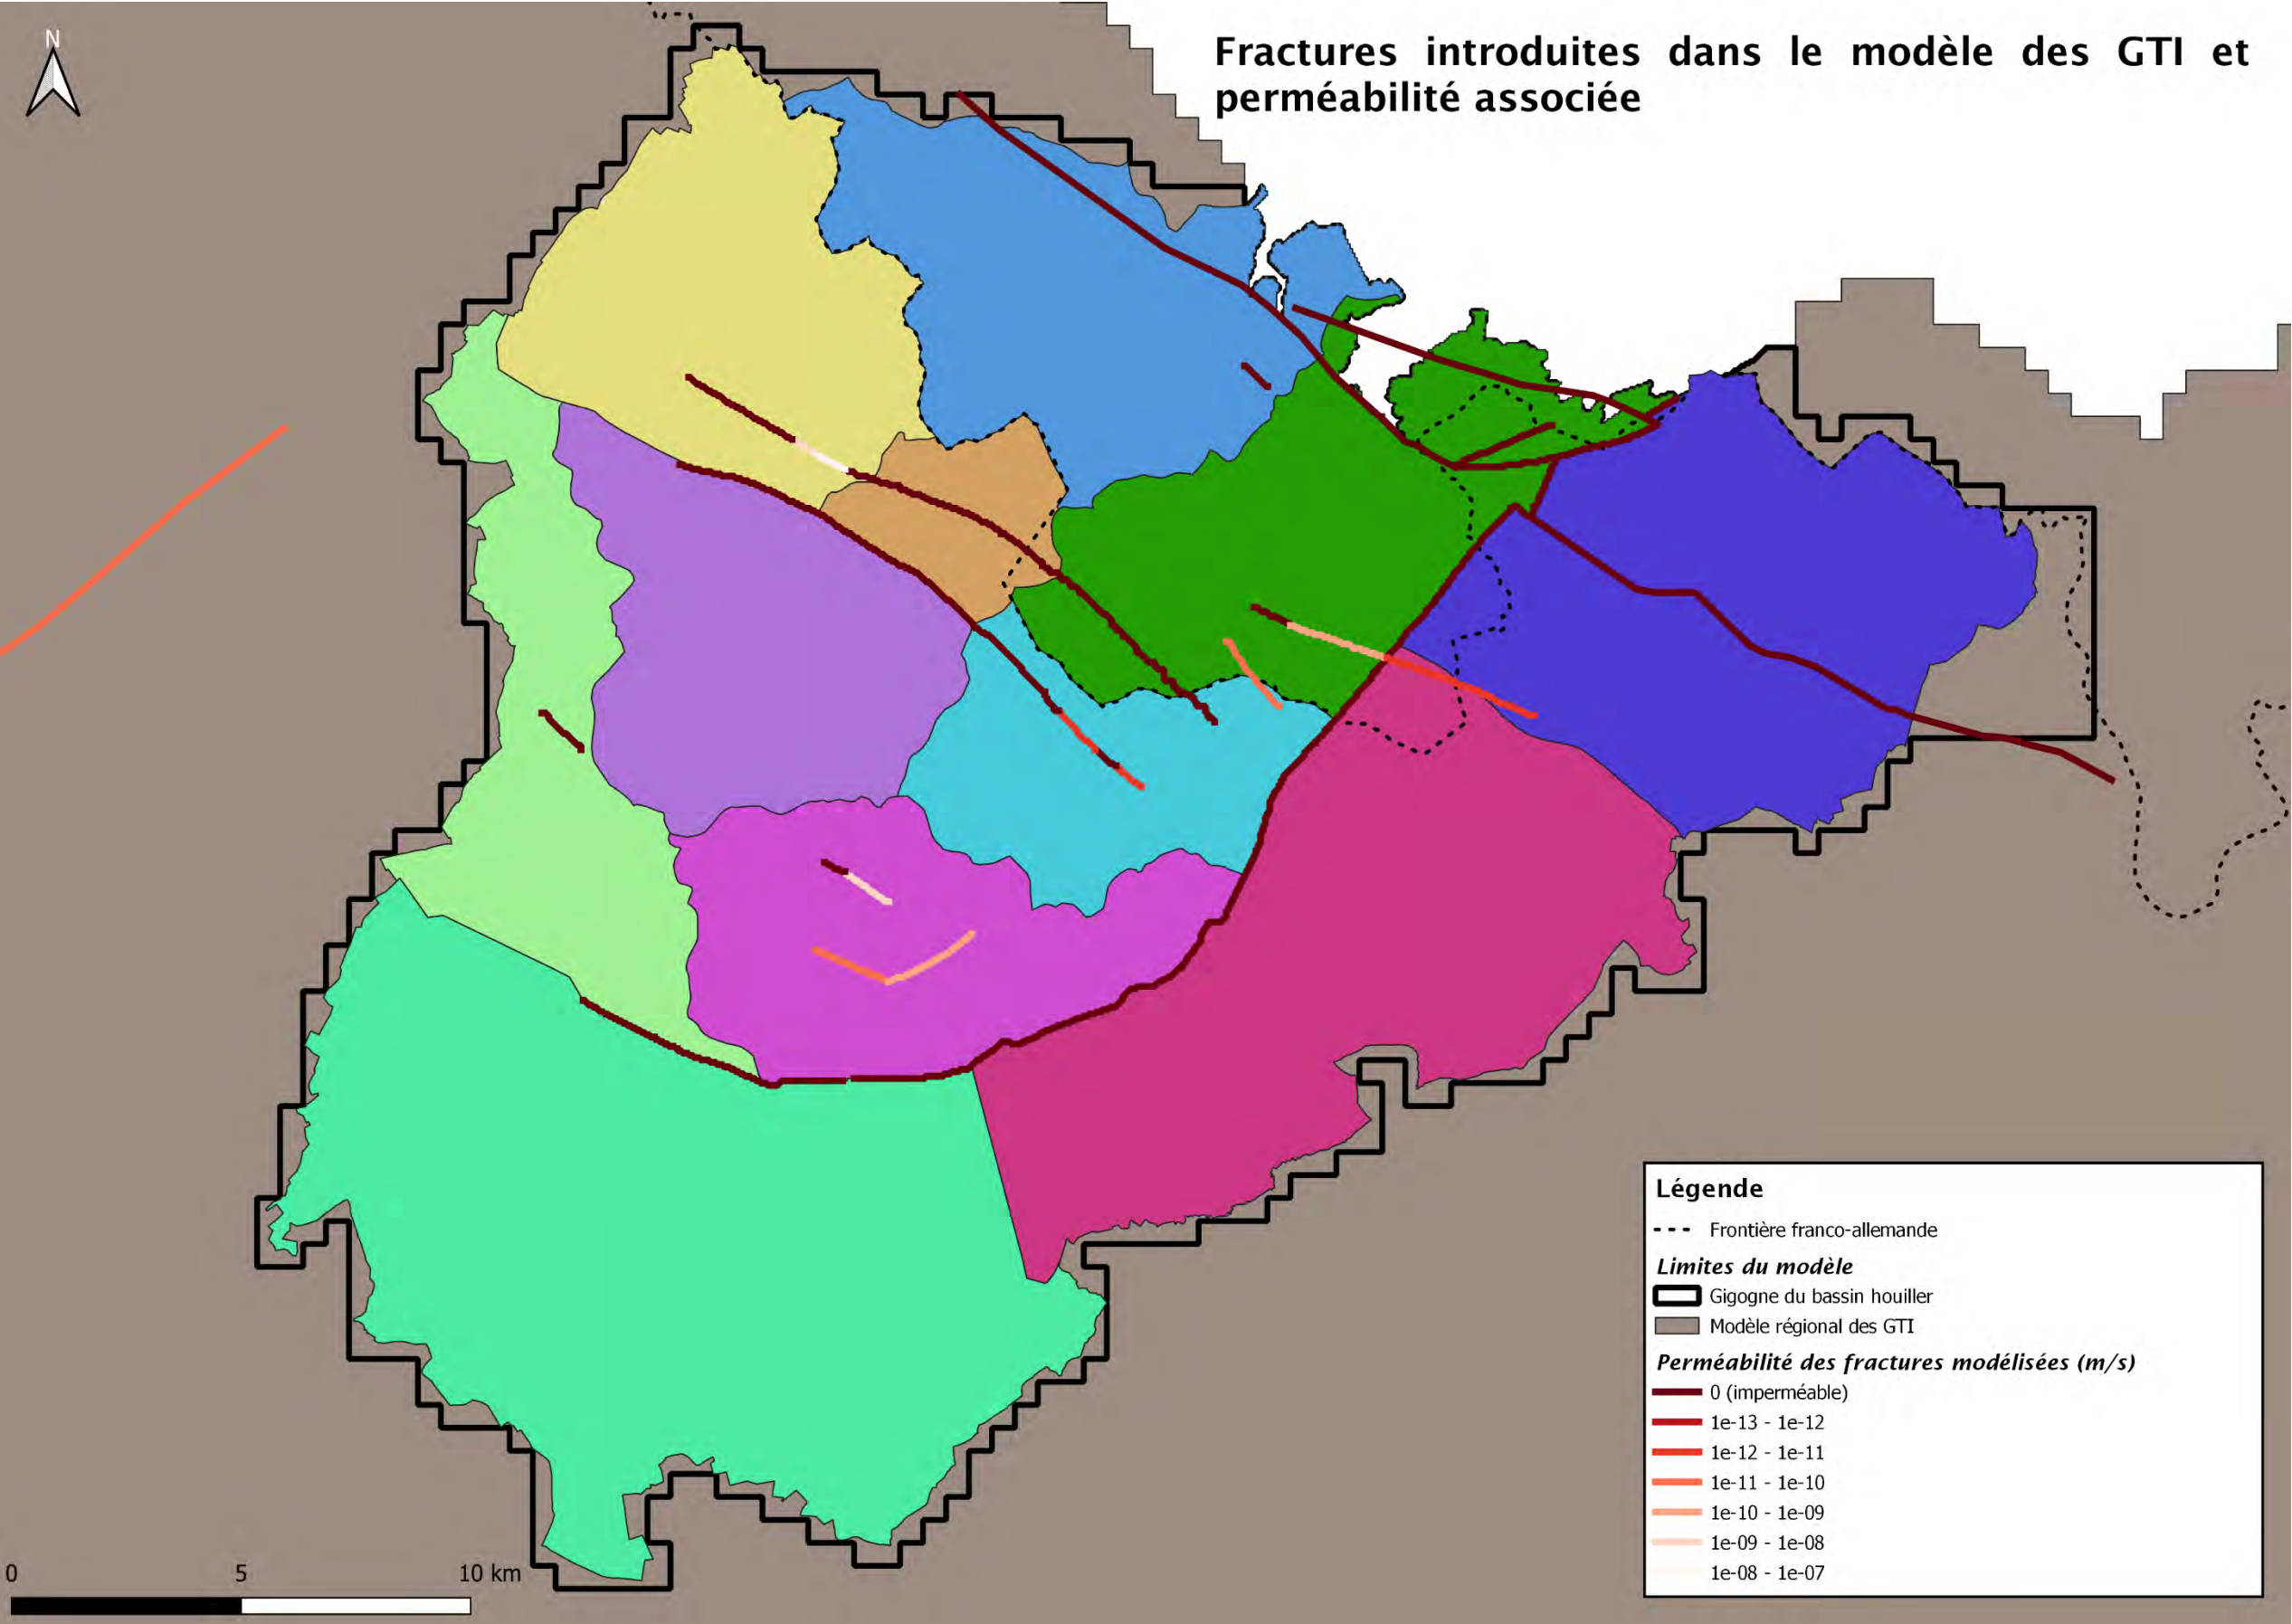 N
Fractures introduites dans le modèle des GTI et
perméabilité associée
Légende
Frontière franco-allemande
Limites du modèle
Gigogne du bassin houiller
Modèle régional des GTI
Perméabilité des fractures modélisées (m/s)
0 (imperméable)
1e-13 - 1e-12
1e-12 - 1e-11
1e-11 - 1e-10
1e-10 - 1e-09
1e-09 - 1e-08
1e-08 - 1e-07
0 5 10 km